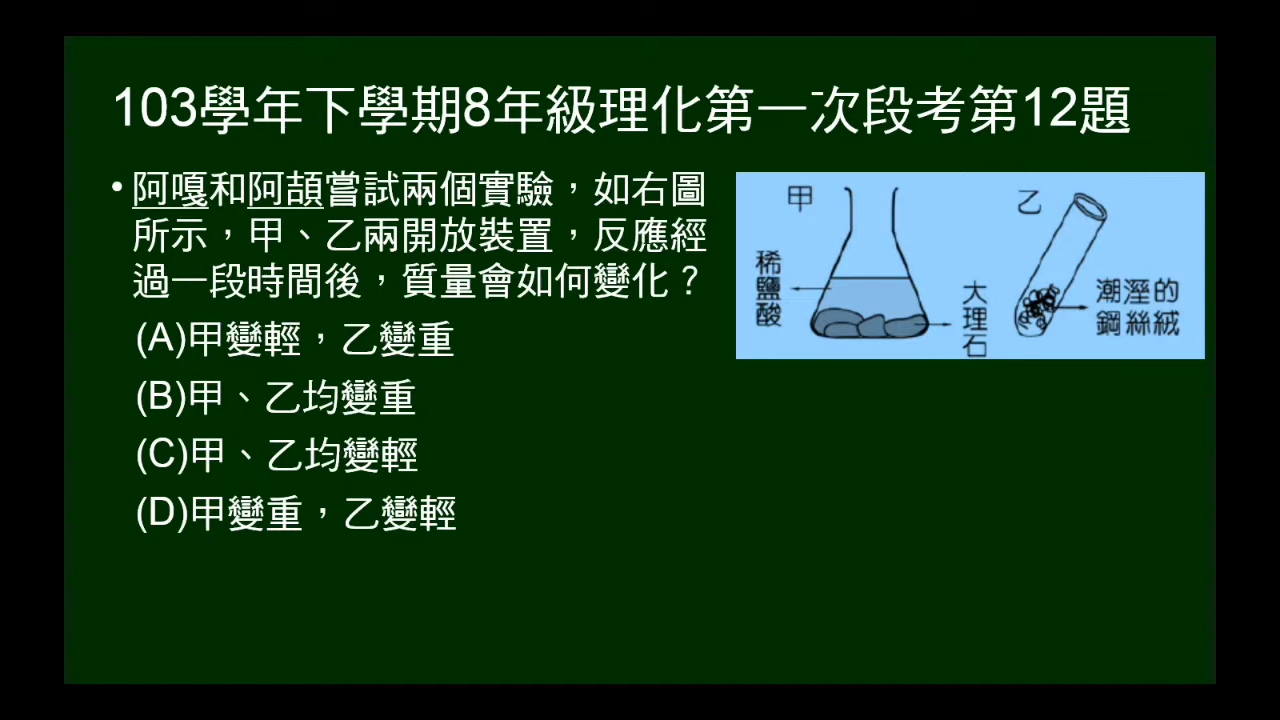 103學年下學期8年級理化第一次段考第12題
• 阿嘎和阿頡嘗試兩個實驗，如右圖
所示，甲、乙兩開放裝置，反應經
過一段時間後，質量會如何變化？
(A)甲變輕，乙變重
(B)甲、乙均變重
(C)甲、乙均變輕
(D)甲變重，乙變輕
甲
稀鹽酸
大理石
乙
潮溼的
鋼絲絨